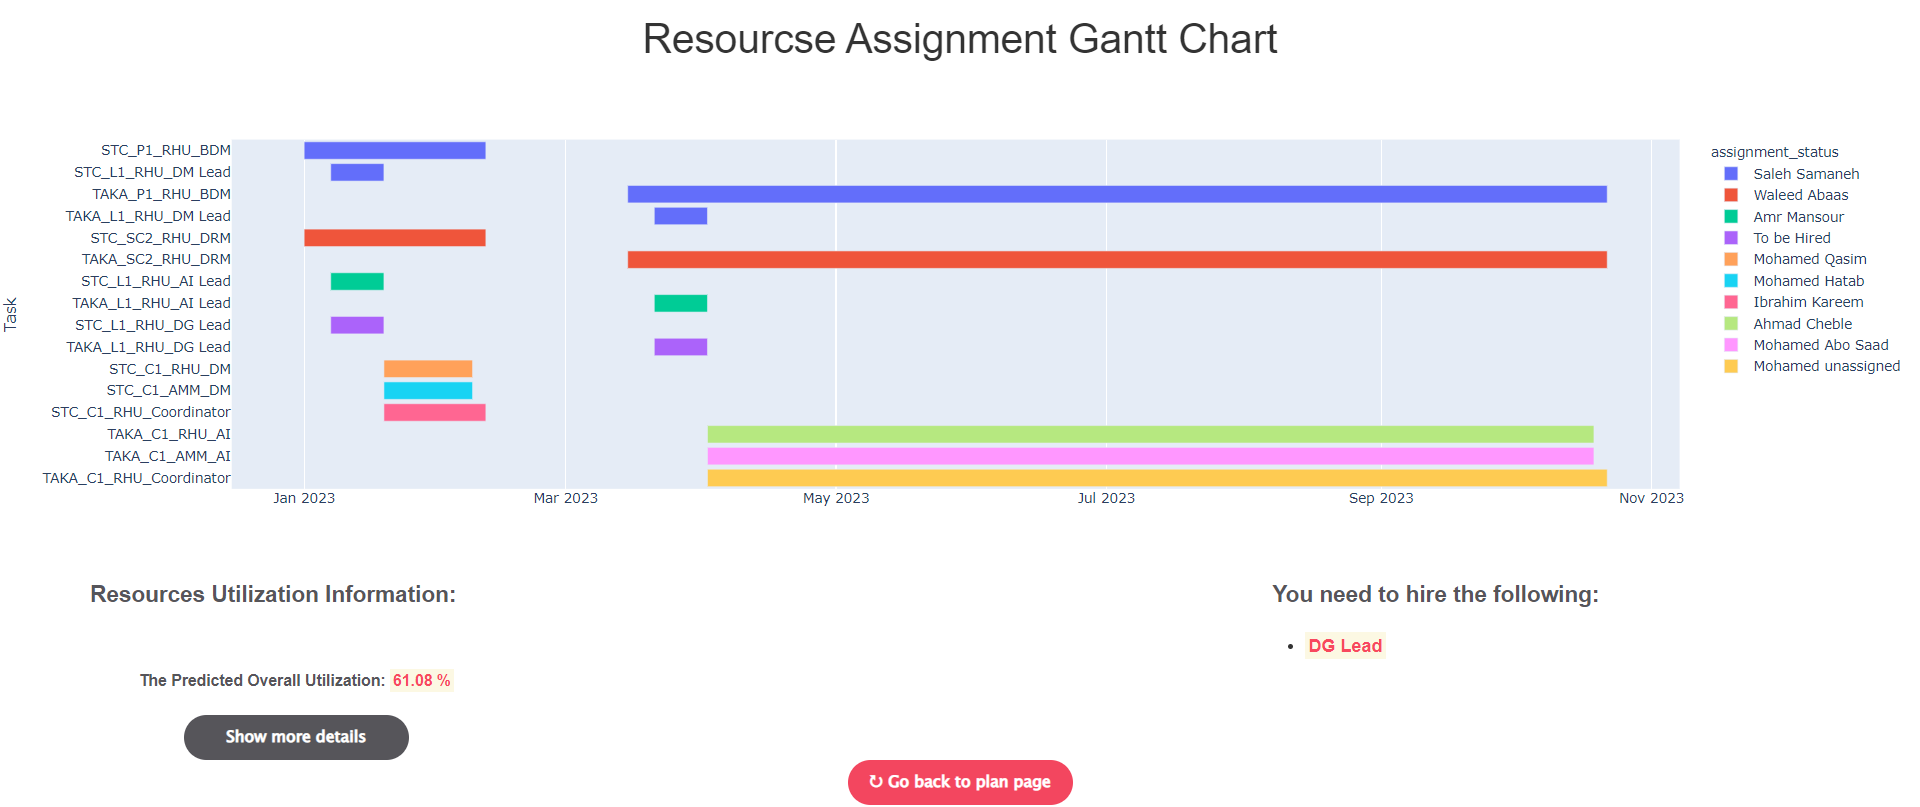 Resourcse Assignment Gantt Chart
Task
STC_P1_RHU_BDM
STC_L1_RHU_DM Lead
TAKA_P1_RHU_BDM
TAKA_L1_RHU_DM Lead
STC_SC2_RHU_DRM
TAKA_SC2_RHU_DRM
STC_L1_RHU_AI Lead
TAKA_L1_RHU_AI Lead
STC_L1_RHU_DG Lead
TAKA_L1_RHU_DG Lead
STC_C1_RHU_DM
STC_C1_AMM_DM
STC_C1_RHU_Coordinator
TAKA_C1_RHU_AI
TAKA_C1_AMM_AI
TAKA_C1_RHU_Coordinator
Jan 2023 Mar 2023 May 2023 Jul 2023 Sep 2023 Nov 2023
assignment_status
Saleh Samaneh
Waleed Abaas
Amr Mansour
To be Hired
Mohamed Qasim
Mohamed Hatab
Ibrahim Kareem
Ahmad Cheble
Mohamed Abo Saad
Mohamed unassigned
Resources Utilization Information:
The Predicted Overall Utilization: 61.08 %
Show more details
You need to hire the following:
• DG Lead
↻ Go back to plan page